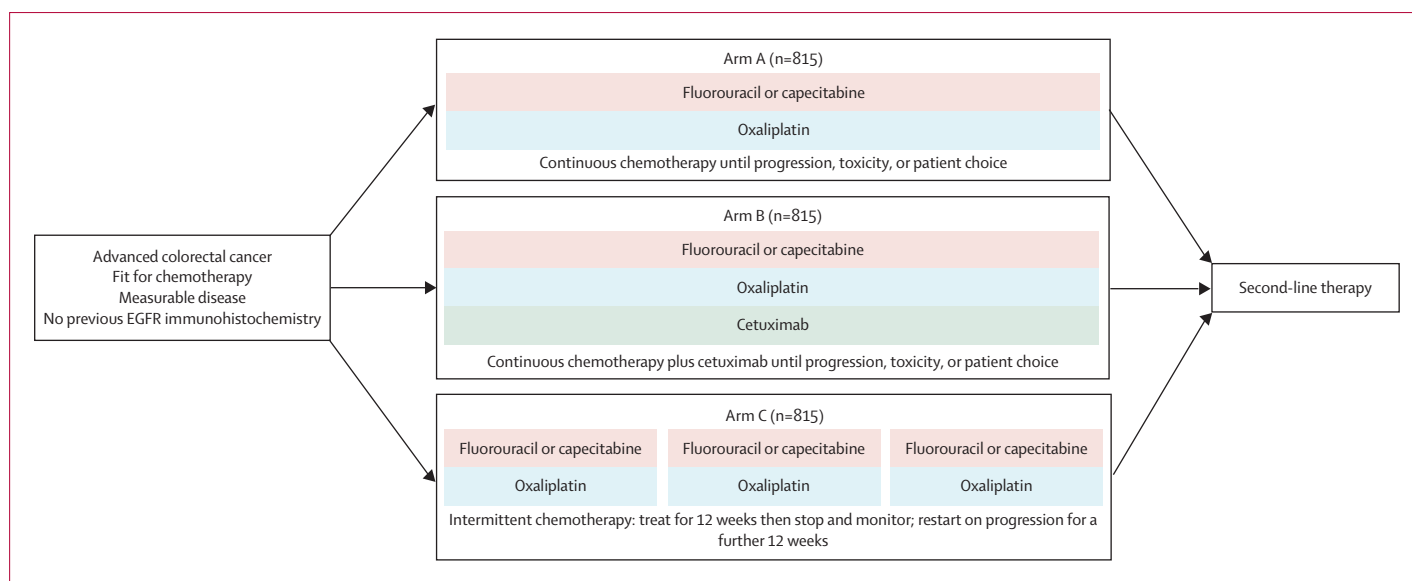 Advanced colorectal cancer
Fit for chemotherapy
Measurable disease
No previous EGFR immunohistochemistry
Arm A (n=815)
Fluorouracil or capecitabine
Oxaliplatin
Continuous chemotherapy until progression, toxicity, or patient choice
Arm B (n=815)
Fluorouracil or capecitabine
Oxaliplatin
Cetuximab
Continuous chemotherapy plus cetuximab until progression, toxicity, or patient choice
Arm C (n=815)
Fluorouracil or capecitabine Fluorouracil or capecitabine Fluorouracil or capecitabine
Oxaliplatin Oxaliplatin Oxaliplatin
Intermittent chemotherapy: treat for 12 weeks then stop and monitor; restart on progression for a
further 12 weeks
Second-line therapy